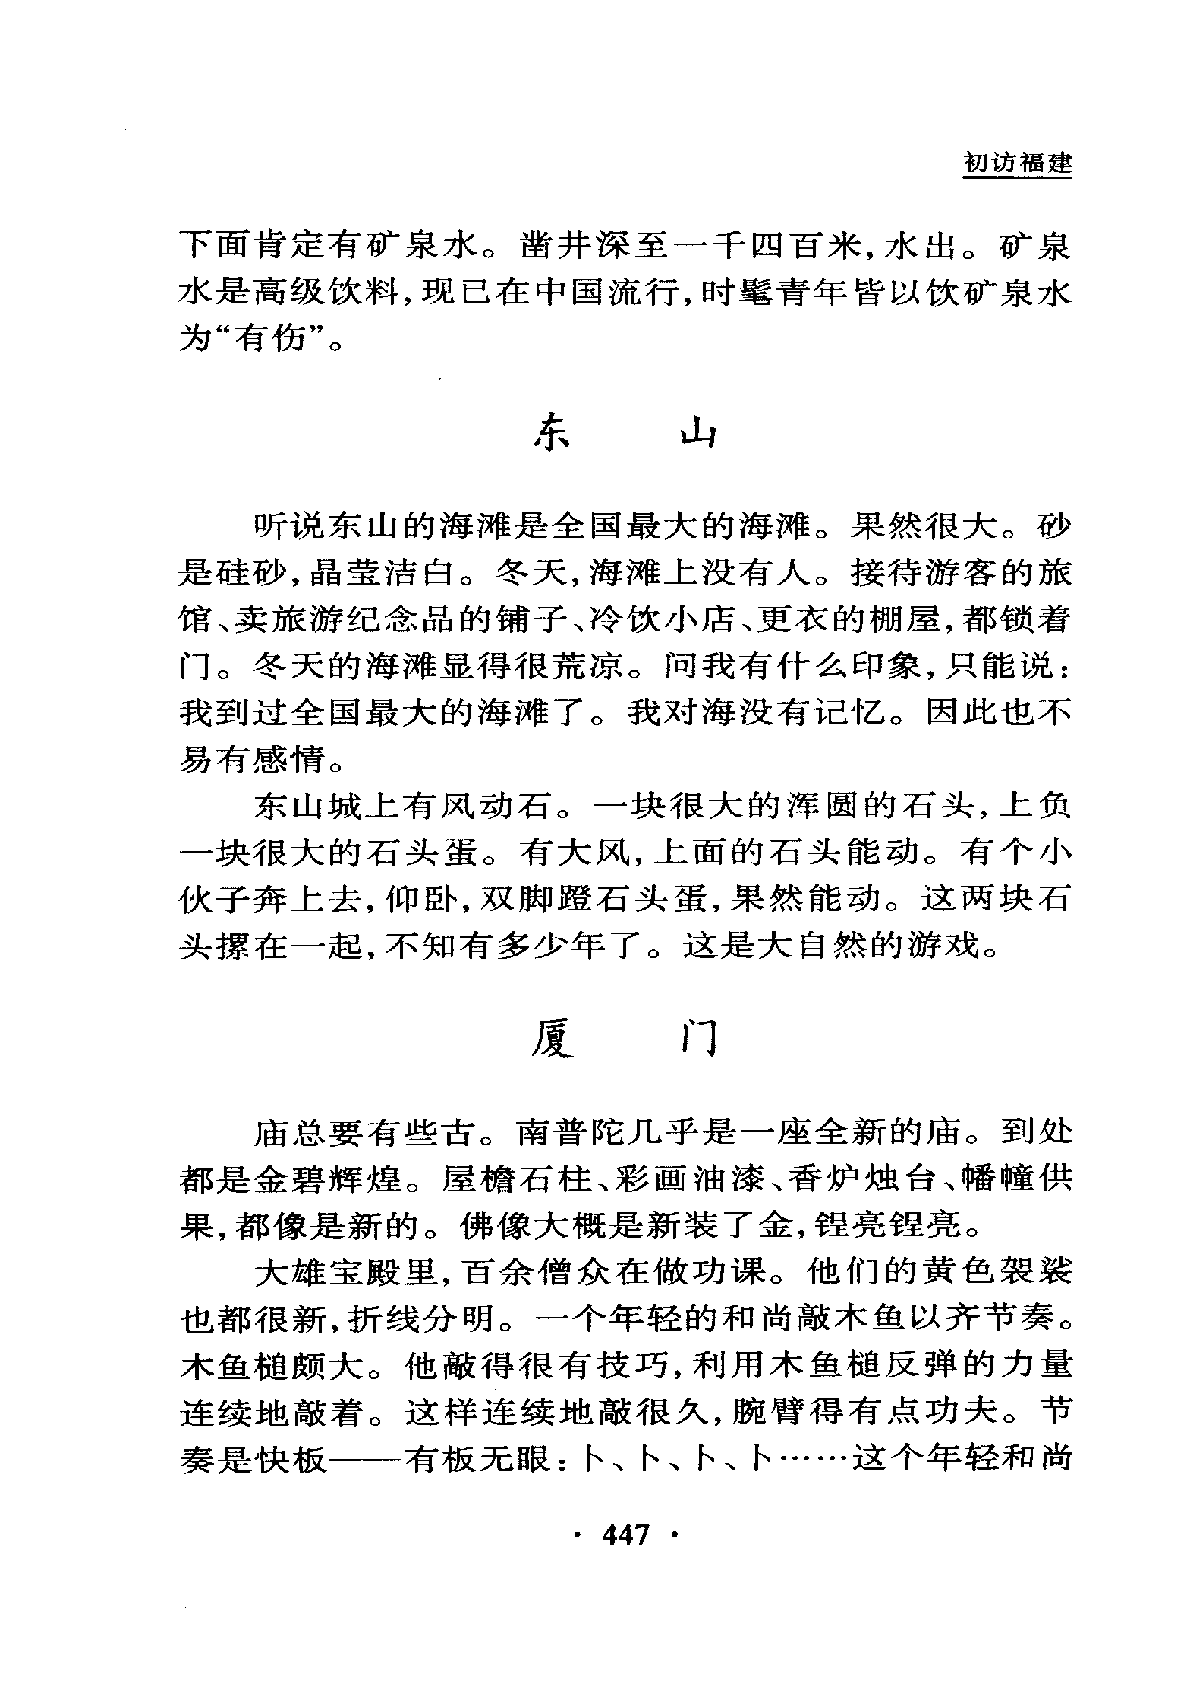 初访福建
下面肯定有矿泉水。凿井深至一千四百米,水出。矿泉
水是高级饮料,现已在中国流行,时髦青年皆以饮矿泉水
为“有伤”。
东 山
听说东山的海滩是全国最大的海滩。果然很大。砂
是硅砂,晶莹洁白。冬天,海滩上没有人。接待游客的旅
馆、卖旅游纪念品的铺子、冷饮小店、更衣的棚屋,都锁着
门。冬天的海滩显得很荒凉。问我有什么印象,只能说:
我到过全国最大的海滩了。我对海没有记忆。因此也不
易有感情。
东山城上有风动石。一块很大的浑圆的石头,上负
一块很大的石头蛋。有大风,上面的石头能动。有个小
伙子奔上去,仰卧,双脚蹬石头蛋,果然能动。这两块石
头摞在一起,不知有多少年了。这是大自然的游戏。
厦 门
庙总要有些古。南普陀几乎是一座全新的庙。到处
都是金碧辉煌。屋檐石柱、彩画油漆、香炉烛台、幡幢供
果,都像是新的。佛像大概是新装了金,锃亮锃亮。
大雄宝殿里,百余僧众在做功课。他们的黄色袈裟
也都很新,折线分明。一个年轻的和尚敲木鱼以齐节奏。
木鱼槌颇大。他敲得很有技巧,利用木鱼槌反弹的力量
连续地敲着。这样连续地敲很久,腕臂得有点功夫。节
奏是快板——有板无眼:卜、卜、卜、卜……这个年轻和尚
· 447 ·